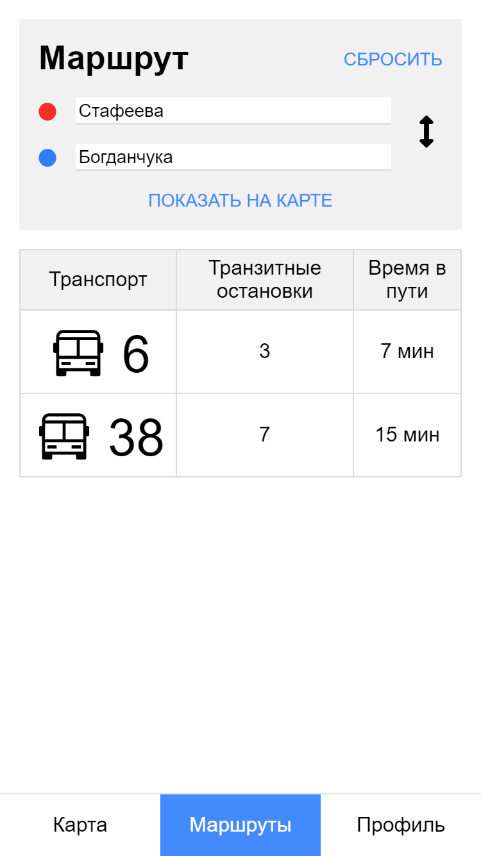 Маршрут
СБРОСИТЬ
Стафеева
Богданчука
ПОКАЗАТЬ НА КАРТЕ
Транспорт
Транзитные
остановки
Время в
пути
6
3
7 мин
38
7
15 мин
Карта
Маршруты
Профиль